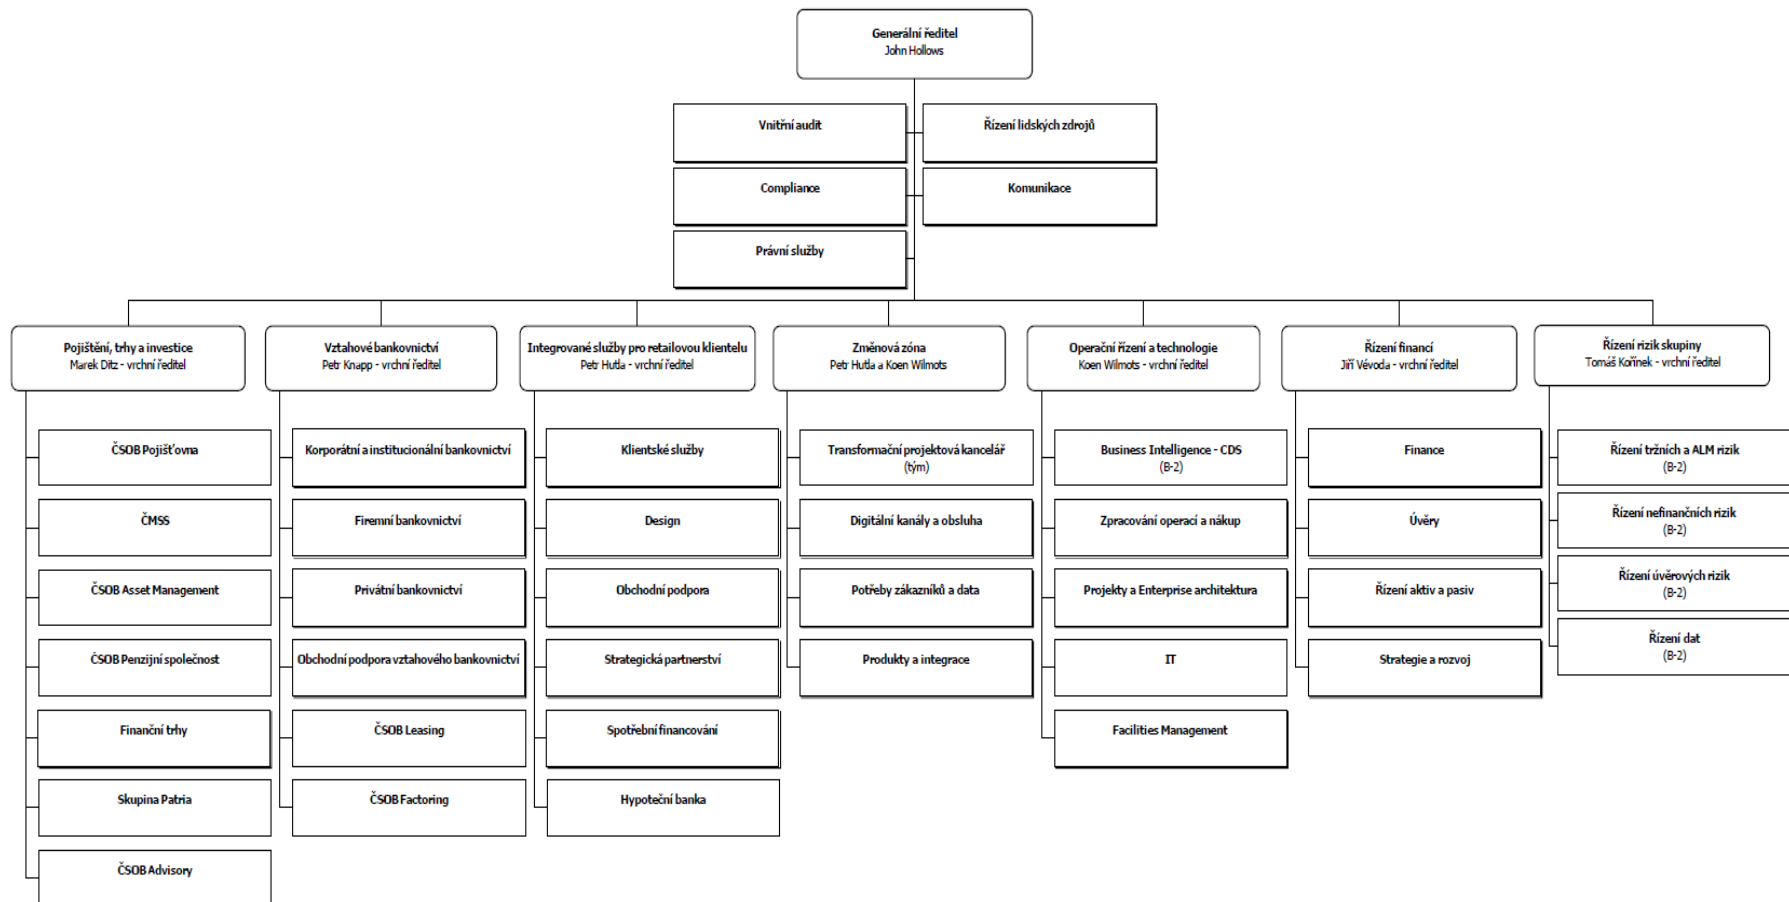 Generální ředitel
John Hollows
Vnitřní audit
Řízení lidských zdrojů
Compliance
Komunikace
Právní služby
Pojištění, trhy a investice
Marek Ditz - vrchní ředitel
ČSOB Pojišťovna
ČMSS
ČSOB Asset Management
ČSOB Penzijní společnost
Finanční trhy
Skupina Patria
ČSOB Advisory
Vztahové bankovnictví
Petr Knapp - vrchní ředitel
Korporátní a institucionální bankovnictví
Firemní bankovnictví
Privátní bankovnictví
Obchodní podpora vztahového bankovnictví
ČSOB Leasing
ČSOB Factoring
Integrované služby pro retailovou klientelu
Petr Hutla - vrchní ředitel
Klientské služby
Design
Obchodní podpora
Strategická partnerství
Spotřební financování
Hypoteční banka
Změnová zóna
Petr Hutla a Koen Wilmots
Transformační projektová kancelář
(tým)
Digitální kanály a obsluha
Potřeby zákazníků a data
Produkty a integrace
Operační řízení a technologie
Koen Wilmots - vrchní ředitel
Business Intelligence - CDS
(B-2)
Zpracování operací a nákup
Projekty a Enterprise architektura
IT
Facilities Management
Řízení financí
Jiří Vévoda - vrchní ředitel
Finance
Úvěry
Řízení aktiv a pasiv
Strategie a rozvoj
Řízení rizik skupiny
Tomáš Kořínek - vrchní ředitel
Řízení tržních a ALM rizik
(B-2)
Řízení nefinančních rizik
(B-2)
Řízení úvěrových rizik
(B-2)
Řízení dat
(B-2)